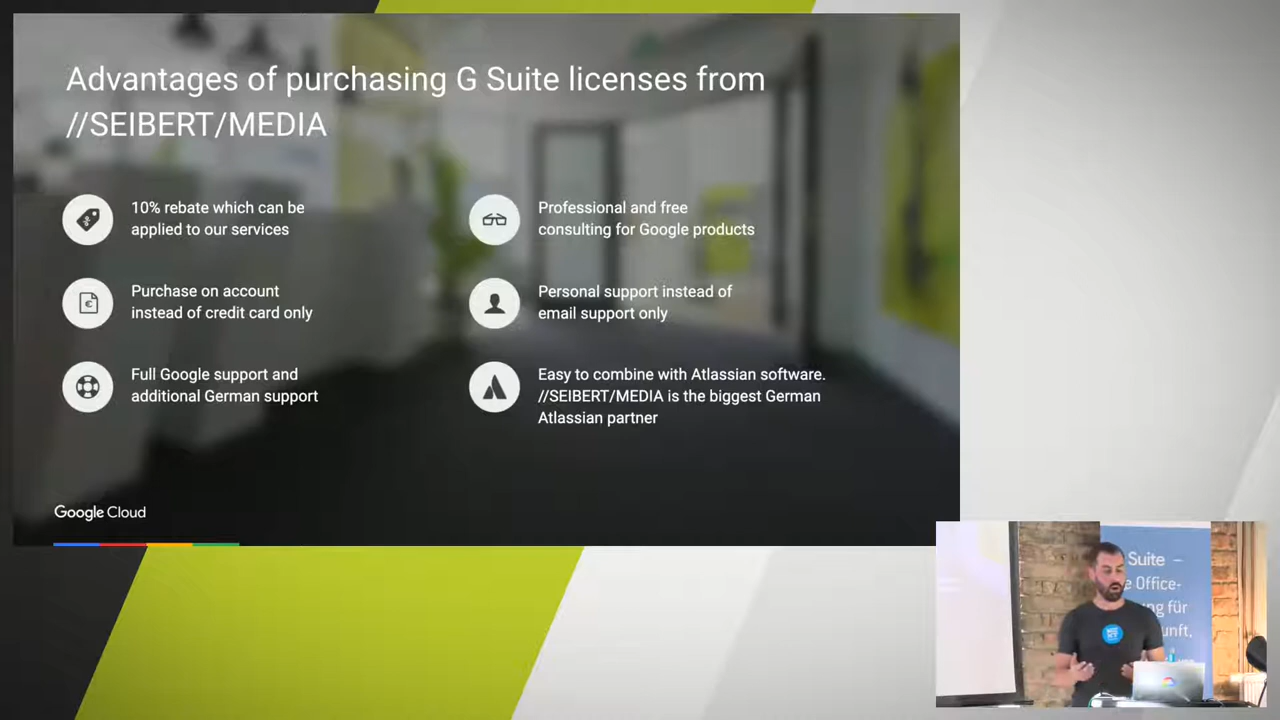 Advantages of purchasing G Suite licenses from
//SEIBERT/MEDIA
10% rebate which can be
applied to our services
Purchase on account
instead of credit card only
Full Google support and
additional German support
Professional and free
consulting for Google products
Personal support instead of
email support only
Easy to combine with Atlassian software.
//SEIBERT/MEDIA is the biggest German
Atlassian partner
Google Cloud
Suite –
Office-
für